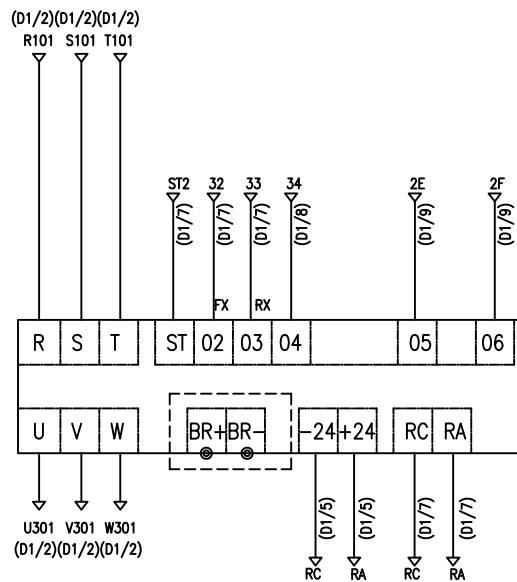 (D1/2)(D1/2)(D1/2)
R101 S101 T101
ST2 32 33 34 2E 2F
(D1/7) (D1/7) (D1/7) (D1/8) (D1/9) (D1/9)
FX RX
R S T ST 02 03 04 05 06
U V W BR+ BR- -24 +24 RC RA
U301 V301 W301
(D1/2)(D1/2)(D1/2)
(D1/5) (D1/5) (D1/7) (D1/7)
RC RA RC RA